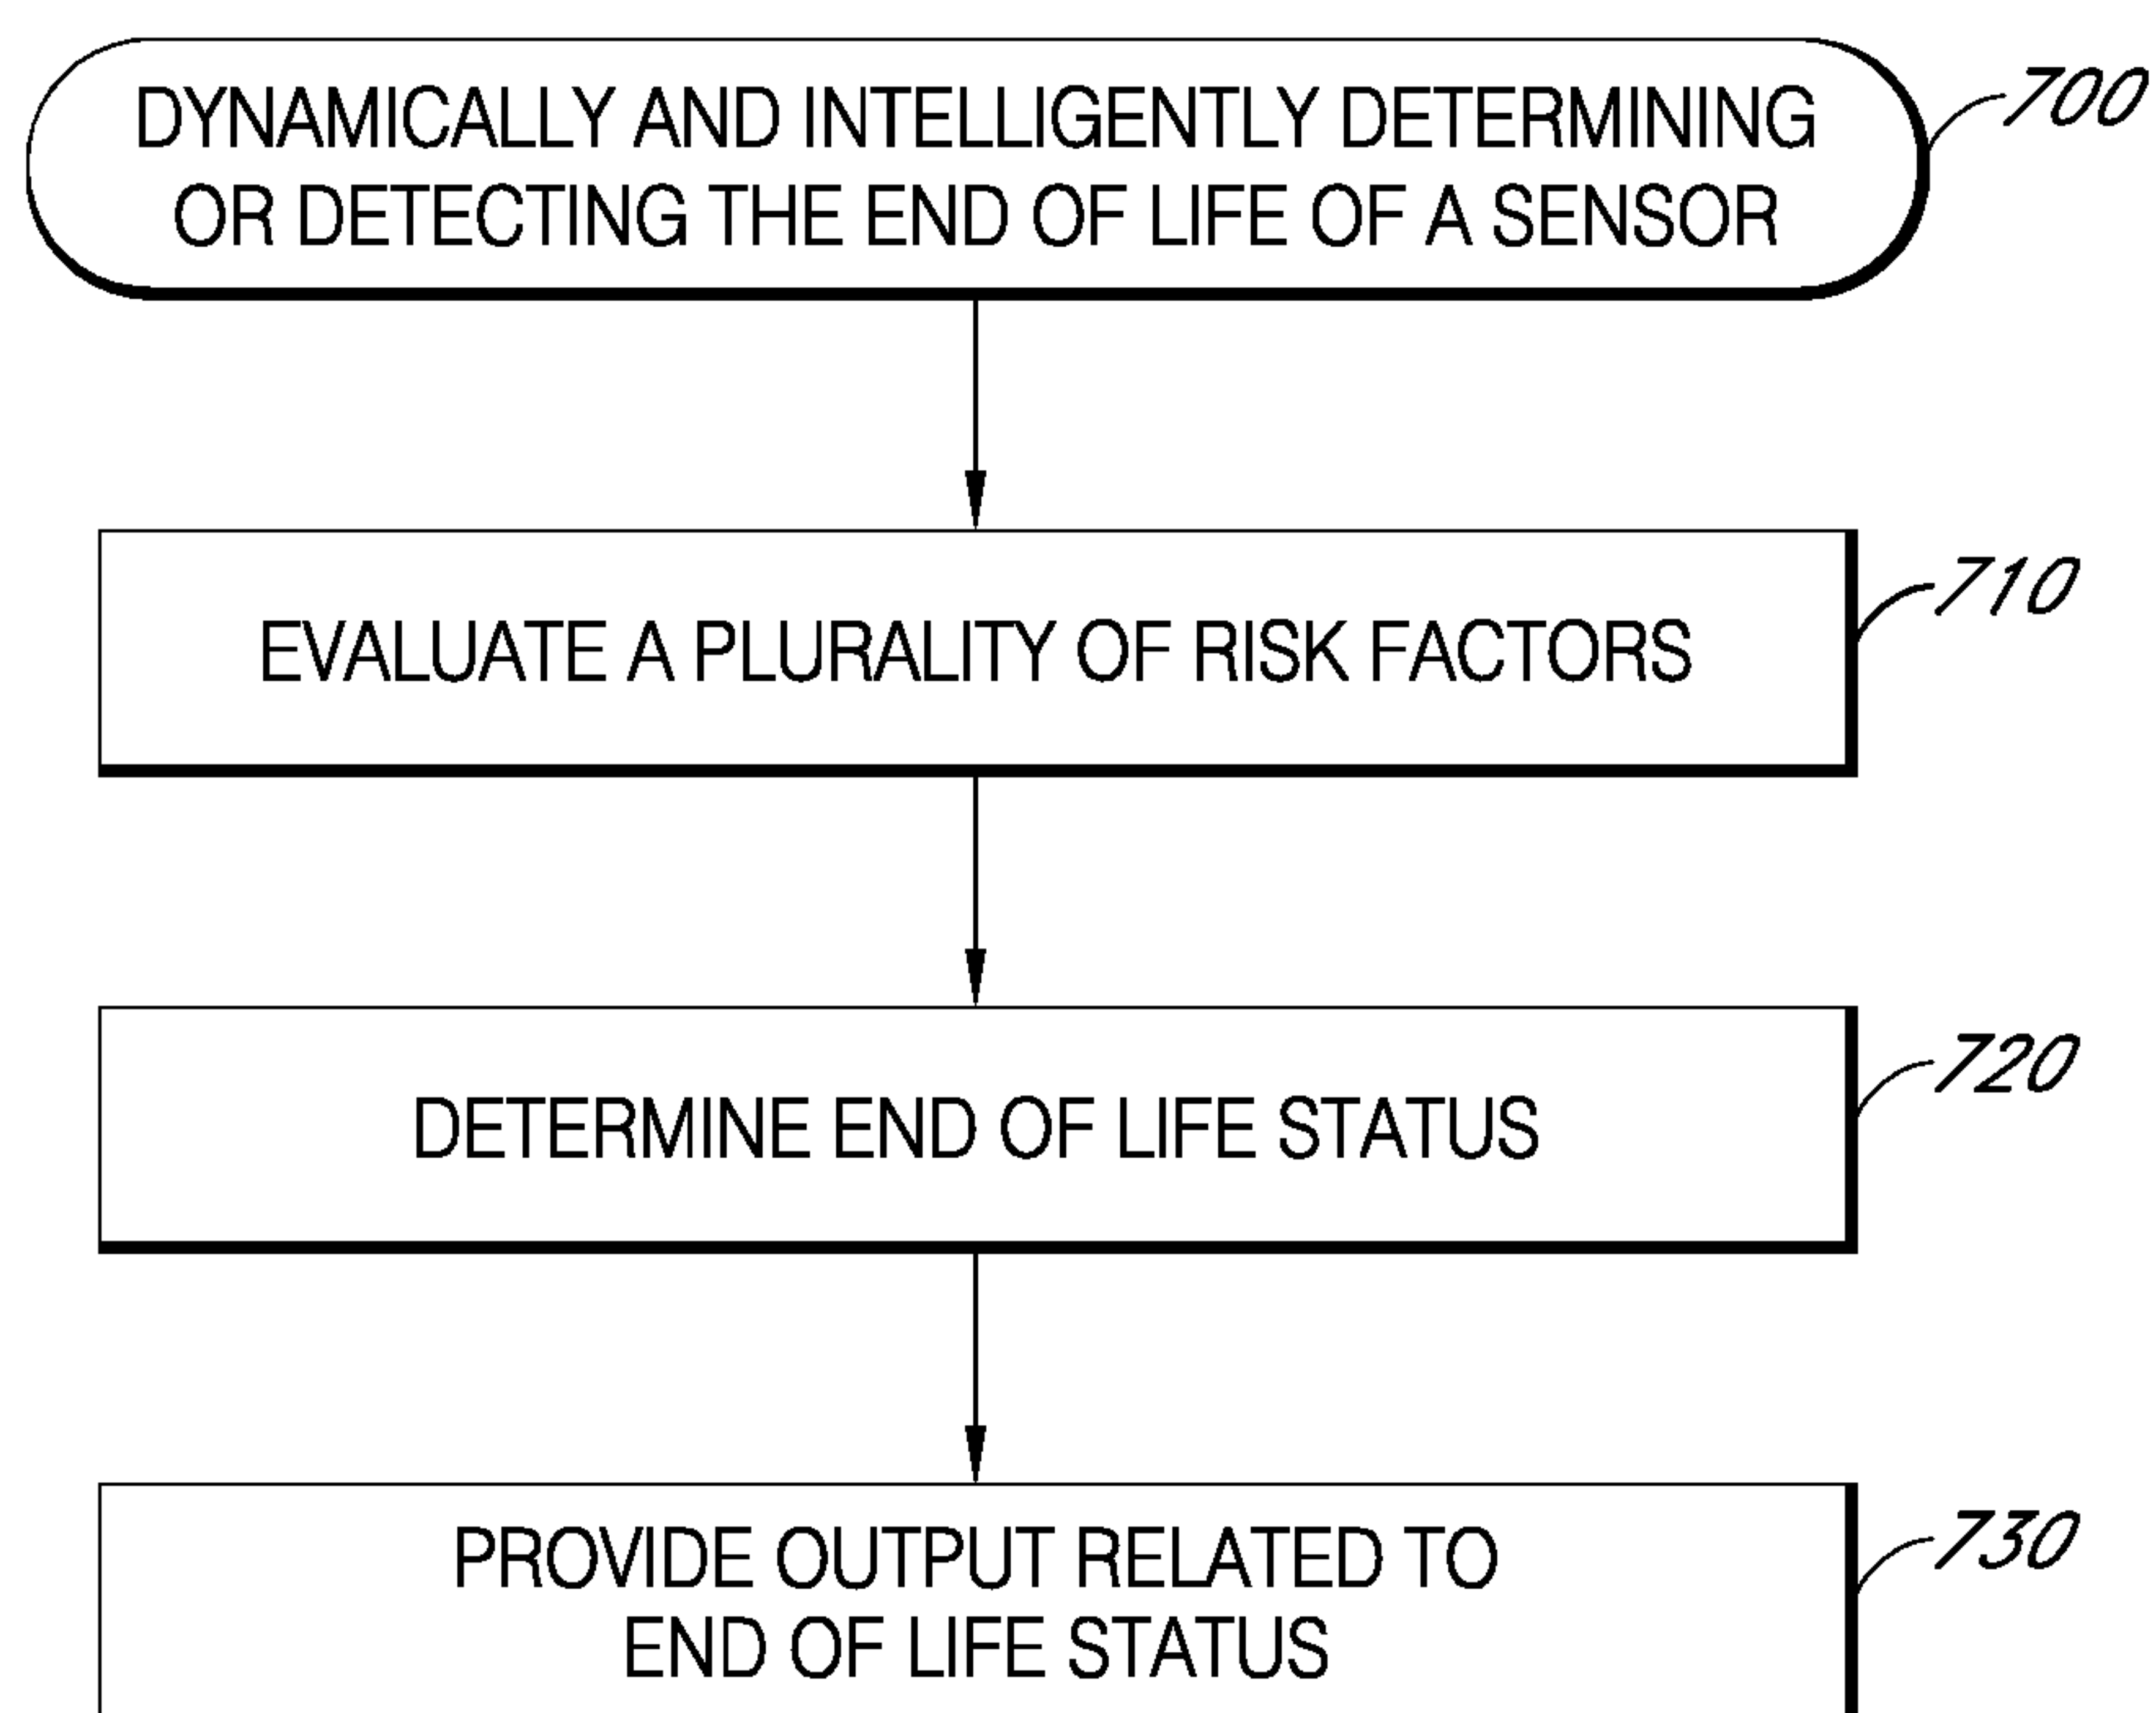 DYNAMICALLY AND INTELLIGENTLY DETERMINING
OR DETECTING THE END OF LIFE OF A SENSOR
700
EVALUATE A PLURALITY OF RISK FACTORS
710
DETERMINE END OF LIFE STATUS
720
PROVIDE OUTPUT RELATED TO
END OF LIFE STATUS
730